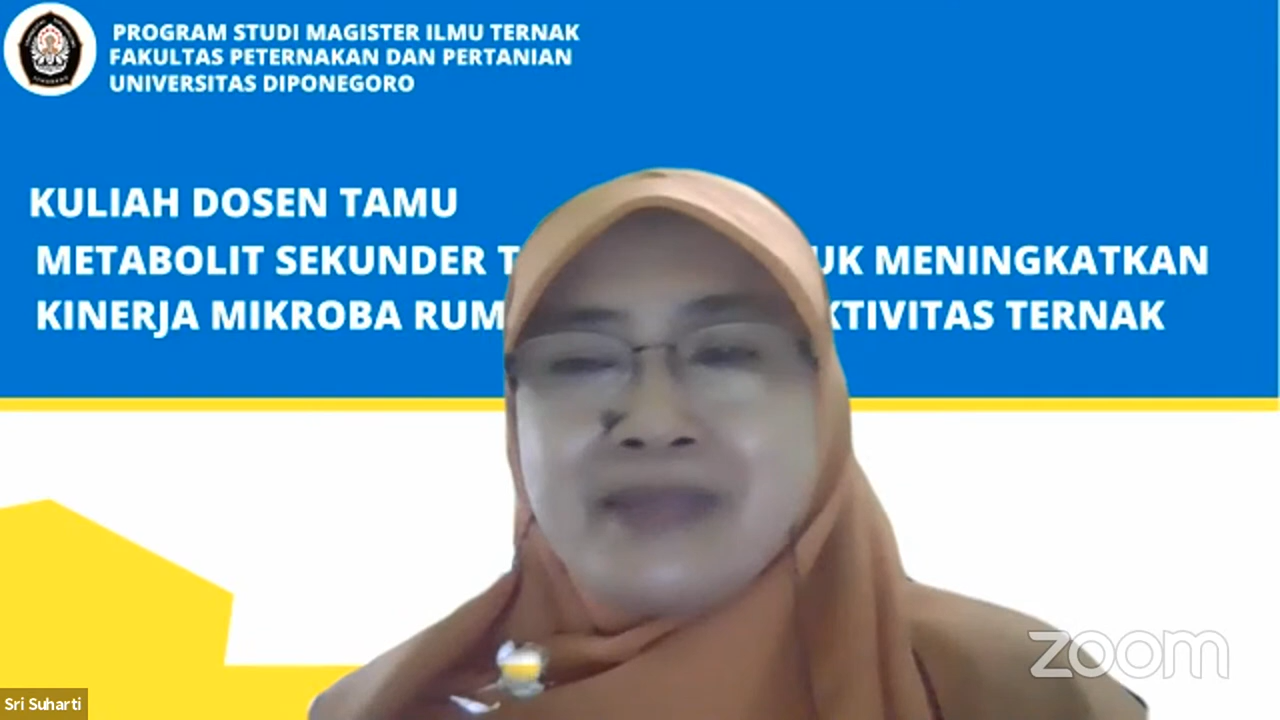 PROGRAM STUDI MAGISTER ILMU TERNAK
FAKULTAS PETERNAKAN DAN PERTANIAN
UNIVERSITAS DIPONEGORO
KULIAH DOSEN TAMU
METABOLIT SEKUNDER T UK MENINGKATKAN
KINERJA MIKROBA RUM KTIVITAS TERNAK
zoom
Sri Suharti